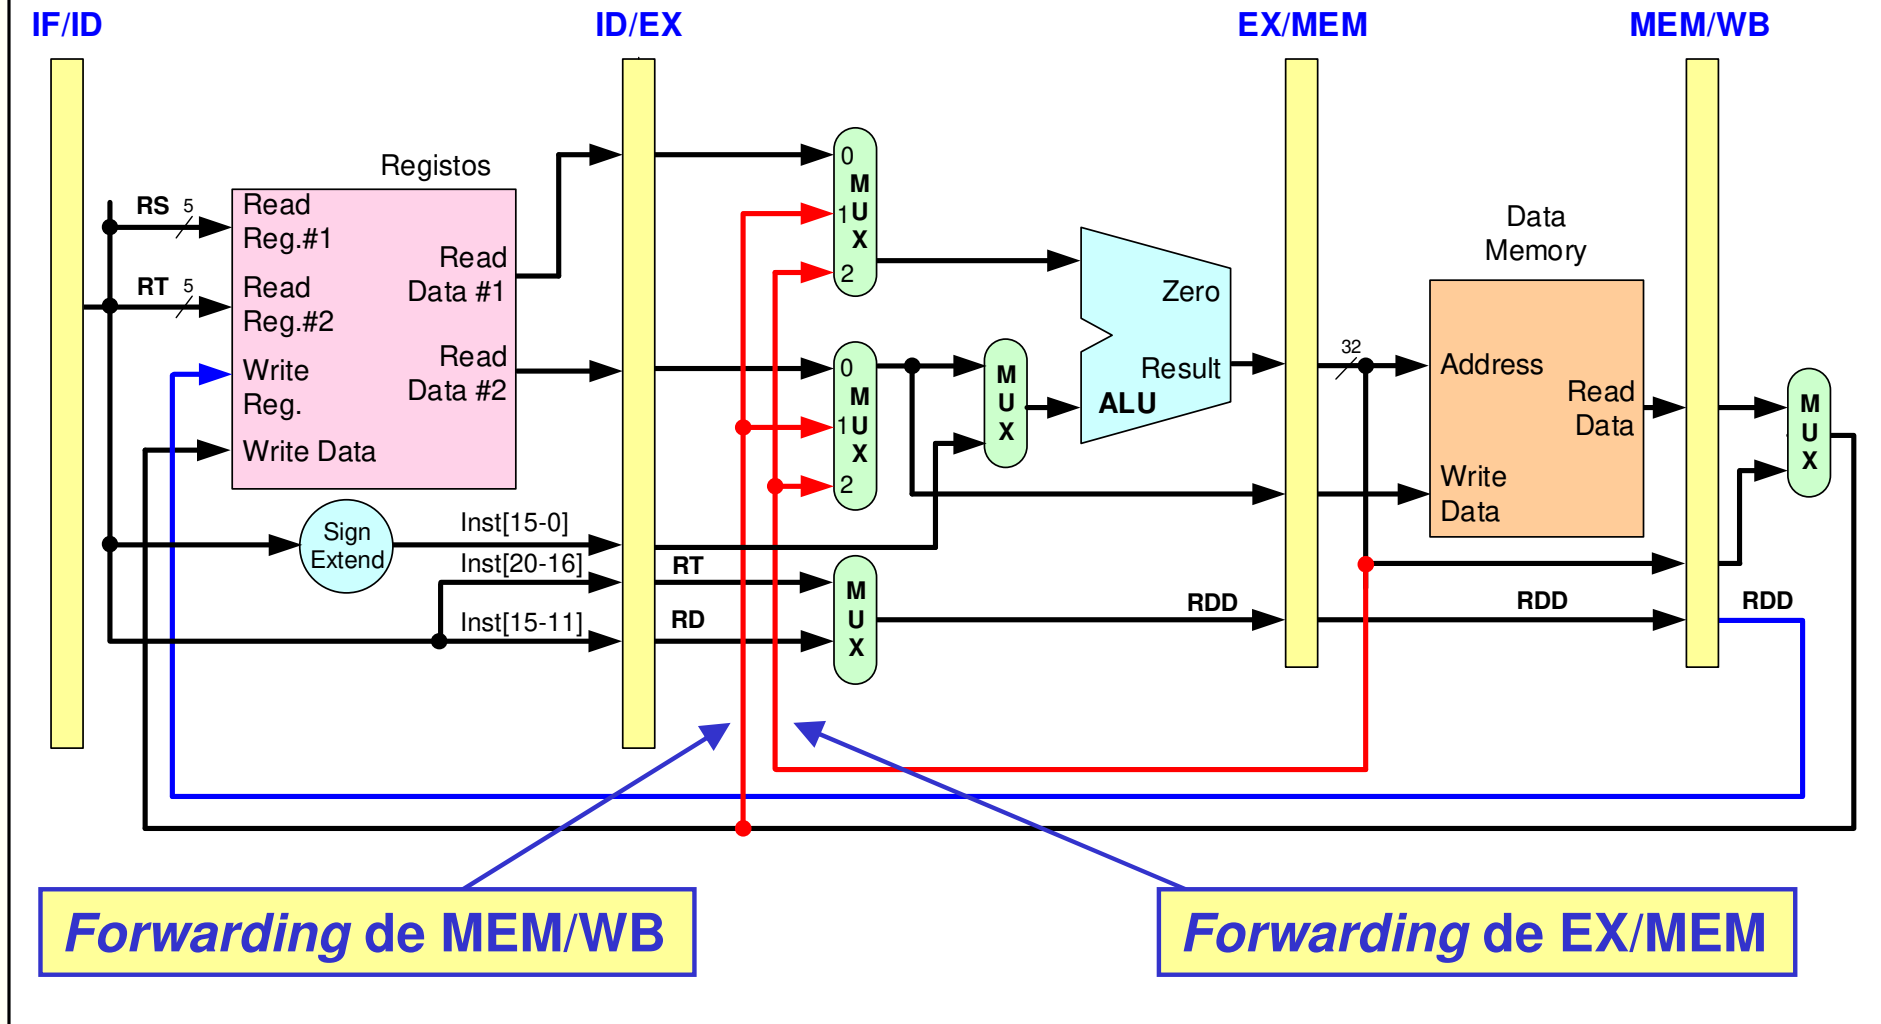 IF/ID
ID/EX
EX/MEM
MEM/WB
Registos
RS
5
Read
Reg.#1
RT
5
Read
Reg.#2
Write
Reg.
Write Data
Read
Data #1
Read
Data #2
Sign
Extend
Inst[15-0]
Inst[20-16]
Inst[15-11]
RT
RD
0
M
1U
X
2
0
M
1U
X
2
M
U
X
M
U
X
Zero
Result
ALU
RDD
32
Data
Memory
Address
Read
Data
Write
Data
RDD
RDD
M
U
X
Forwarding de MEM/WB
Forwarding de EX/MEM